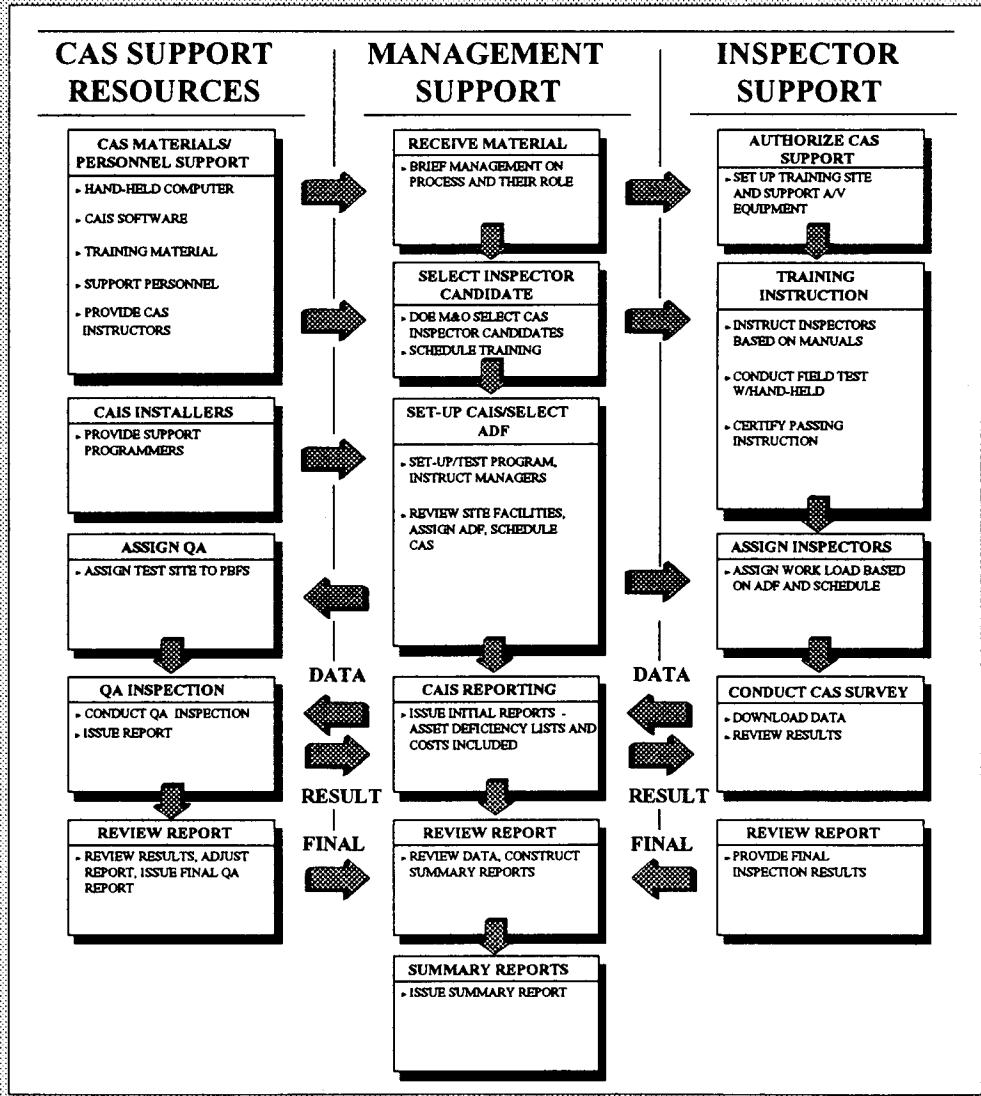 CAS SUPPORT
RESOURCES
MANAGEMENT
SUPPORT
INSPECTOR
SUPPORT
CAS MATERIALS/
PERSONNEL SUPPORT
▸ HAND-HELD COMPUTER
▸ CAIS SOFTWARE
▸ TRAINING MATERIAL
▸ SUPPORT PERSONNEL
▸ PROVIDE CAS
INSTRUCTORS
RECEIVE MATERIAL
▸ BRIEF MANAGEMENT ON
PROCESS AND THEIR ROLE
AUTHORIZE CAS
SUPPORT
▸ SET UP TRAINING SITE
AND SUPPORT A/V
EQUIPMENT
SELECT INSPECTOR
CANDIDATE
▸ DOE M&O SELECT CAS
INSPECTOR CANDIDATES
▸ SCHEDULE TRAINING
TRAINING
INSTRUCTION
▸ INSTRUCT INSPECTORS
BASED ON MANUALS
▸ CONDUCT FIELD TEST
W/HAND-HELD
▸ CERTIFY PASSING
INSTRUCTION
CAIS INSTALLERS
▸ PROVIDE SUPPORT
PROGRAMMERS
SET-UP CAIS/SELECT
ADF
▸ SET-UP/TEST PROGRAM,
INSTRUCT MANAGERS
▸ REVIEW SITE FACILITIES,
ASSIGN ADF, SCHEDULE
CAS
ASSIGN QA
▸ ASSIGN TEST SITE TO PBFS
ASSIGN INSPECTORS
▸ ASSIGN WORK LOAD BASED
ON ADF AND SCHEDULE
DATA
DATA
QA INSPECTION
▸ CONDUCT QA INSPECTION
▸ ISSUE REPORT
CAIS REPORTING
▸ ISSUE INITIAL REPORTS -
ASSET DEFICIENCY LISTS AND
COSTS INCLUDED
CONDUCT CAS SURVEY
▸ DOWNLOAD DATA
▸ REVIEW RESULTS
RESULT
RESULT
FINAL
FINAL
REVIEW REPORT
▸ REVIEW RESULTS, ADJUST
REPORT, ISSUE FINAL QA
REPORT
REVIEW REPORT
▸ REVIEW DATA, CONSTRUCT
SUMMARY REPORTS
REVIEW REPORT
▸ PROVIDE FINAL
INSPECTION RESULTS
SUMMARY REPORTS
▸ ISSUE SUMMARY REPORT